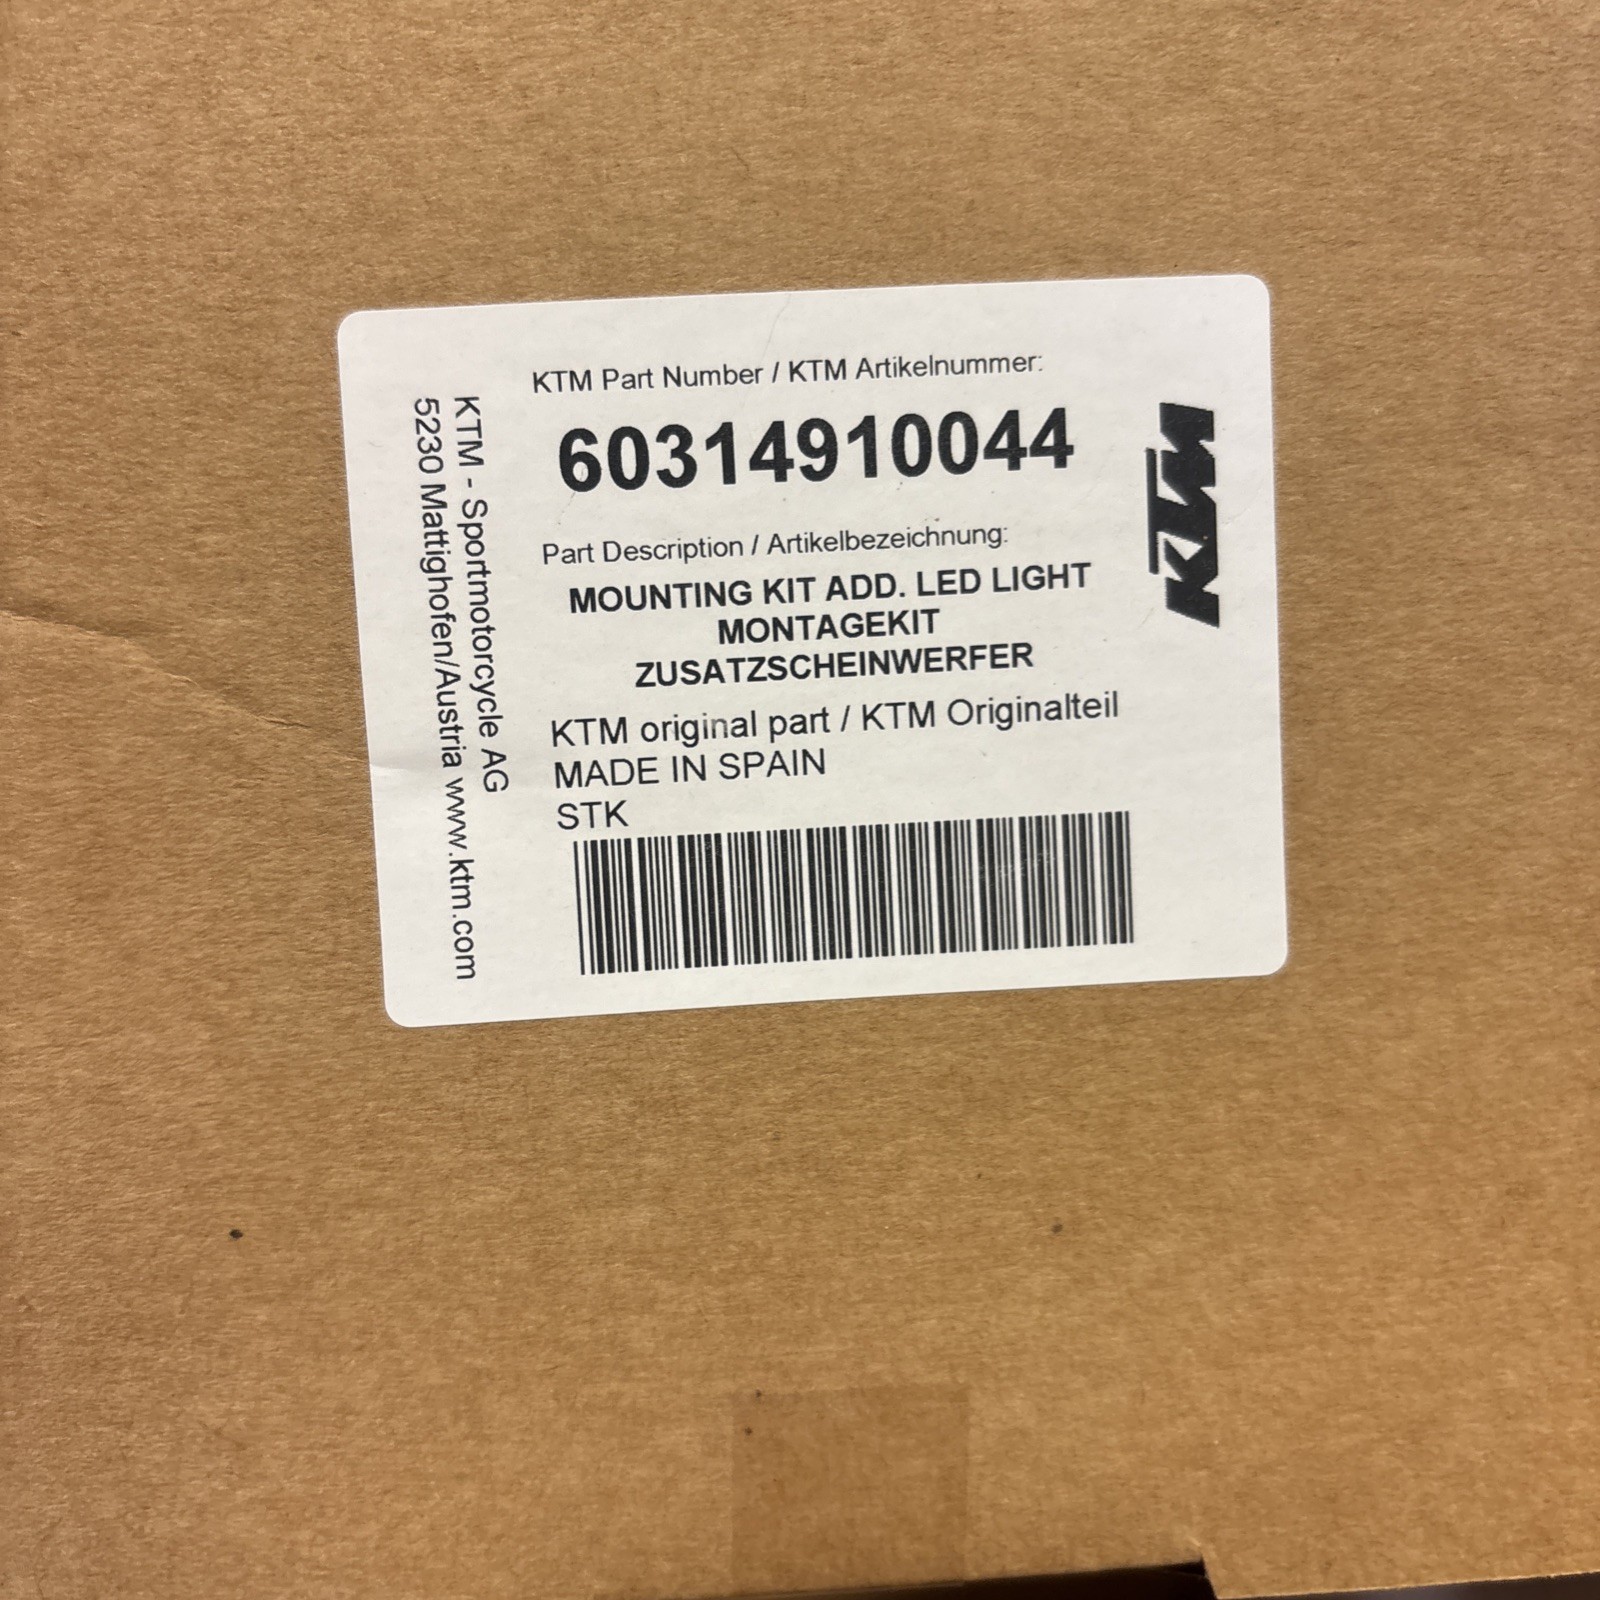 KTM Part Number / KTM Artikelnummer:
60314910044
Part Description / Artikelbezeichnung:
MOUNTING KIT ADD. LED LIGHT
MONTAGEKIT
ZUSATZSCHEINWERFER
KTM original part / KTM Originalteil
MADE IN SPAIN
STK
KTM - Sportmotorcycle AG
5230 Mattighofen/Austria www.ktm.com
KTM